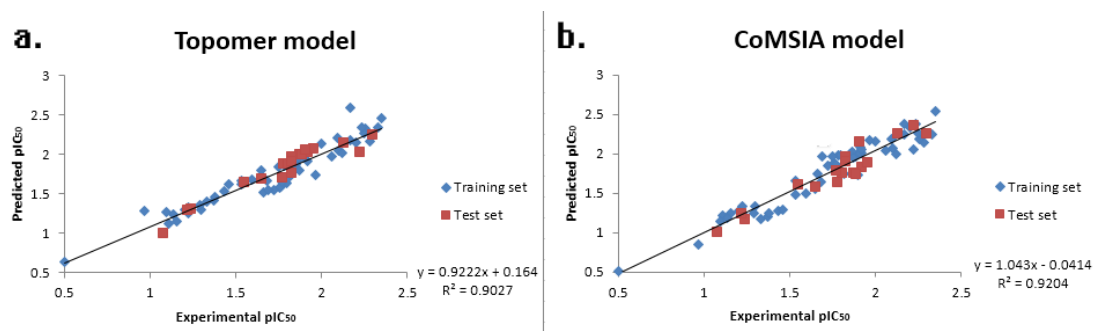 a.
Topomer model
3
2.5
2
1.5
1
0.5
Predicted pIC₅₀
0.5
1
1.5
2
2.5
Experimental pIC₅₀
Training set
Test set
y = 0.9222x + 0.164
R² = 0.9027
b.
CoMSIA model
3
2.5
2
1.5
1
0.5
Predicted pIC₅₀
0.5
1
1.5
2
2.5
Experimental pIC₅₀
Training set
Test set
y = 1.043x - 0.0414
R² = 0.9204